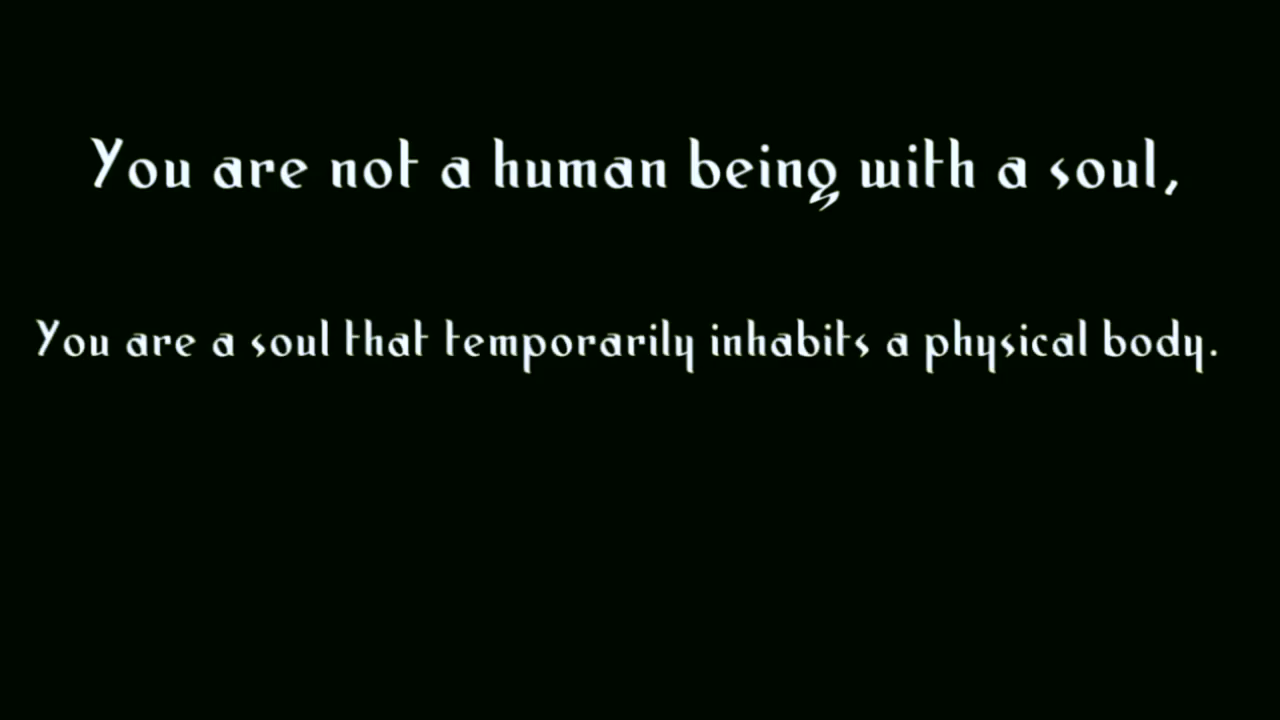 You are not a human being with a soul,
You are a soul that temporarily inhabits a physical body.